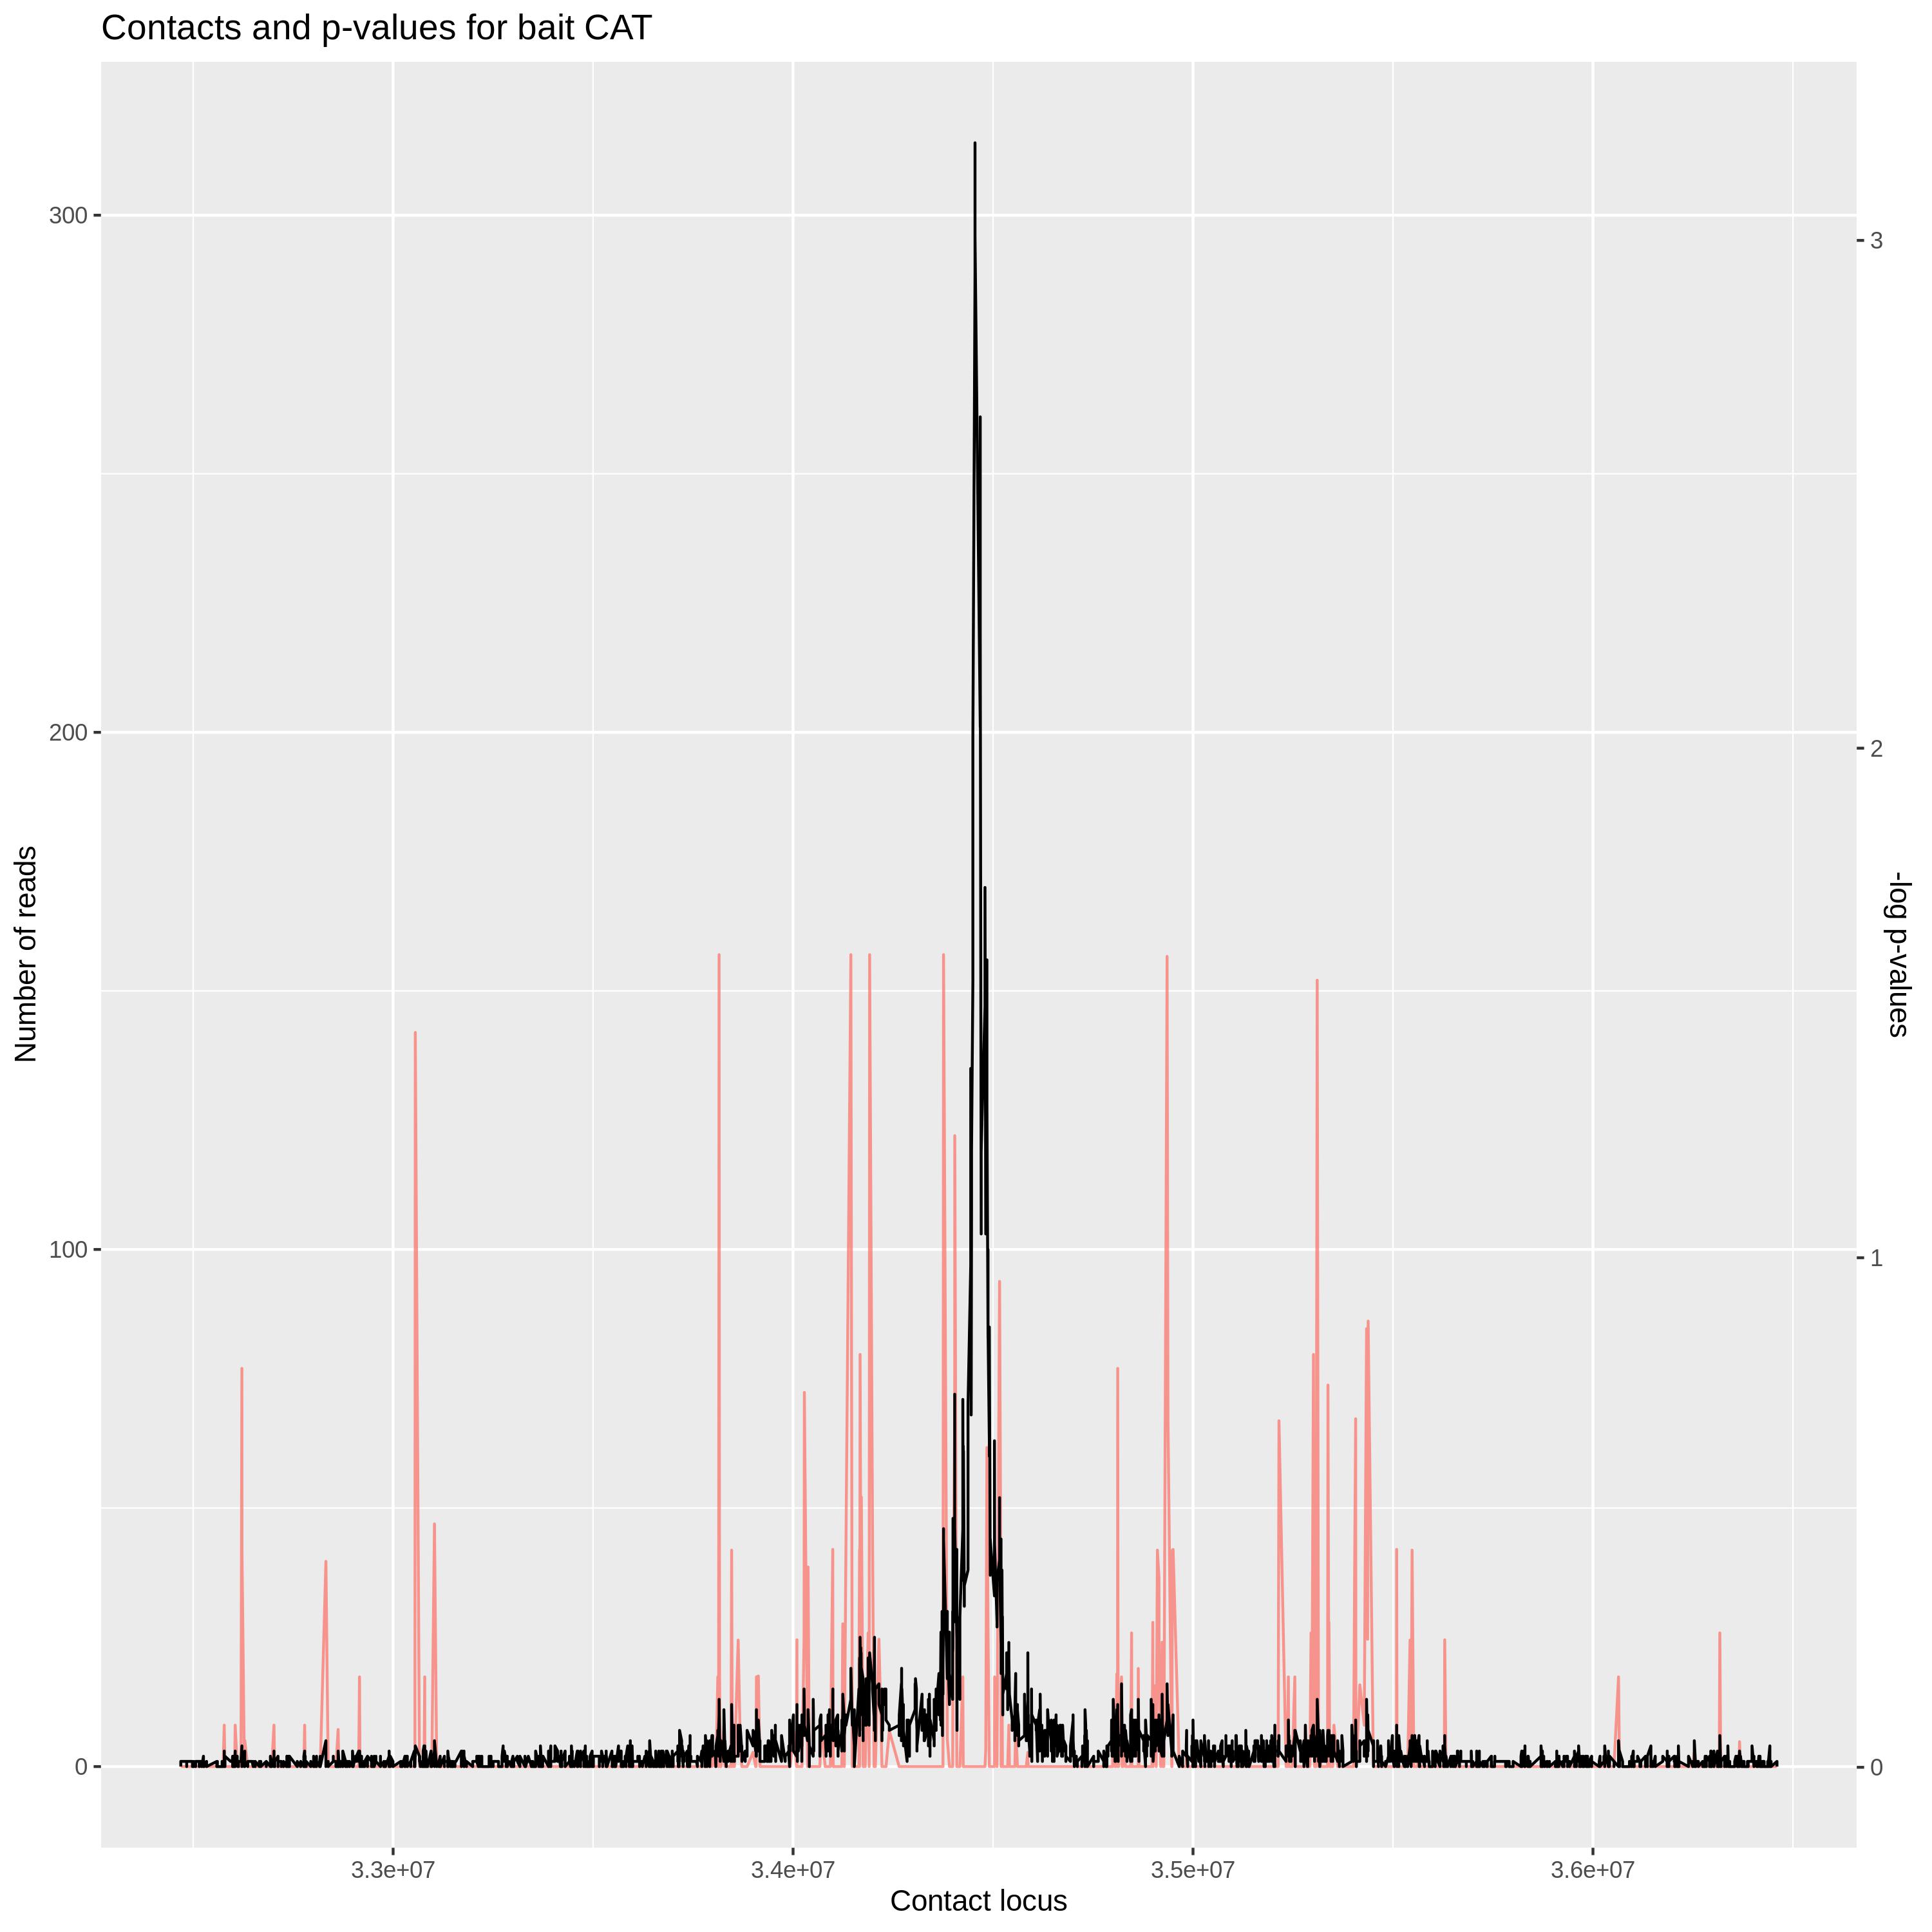 Contacts and p-values for bait CAT
300
200
100
0
Number of reads
3
2
1
0
-log p-values
3.3e+07 3.4e+07 3.5e+07 3.6e+07
Contact locus